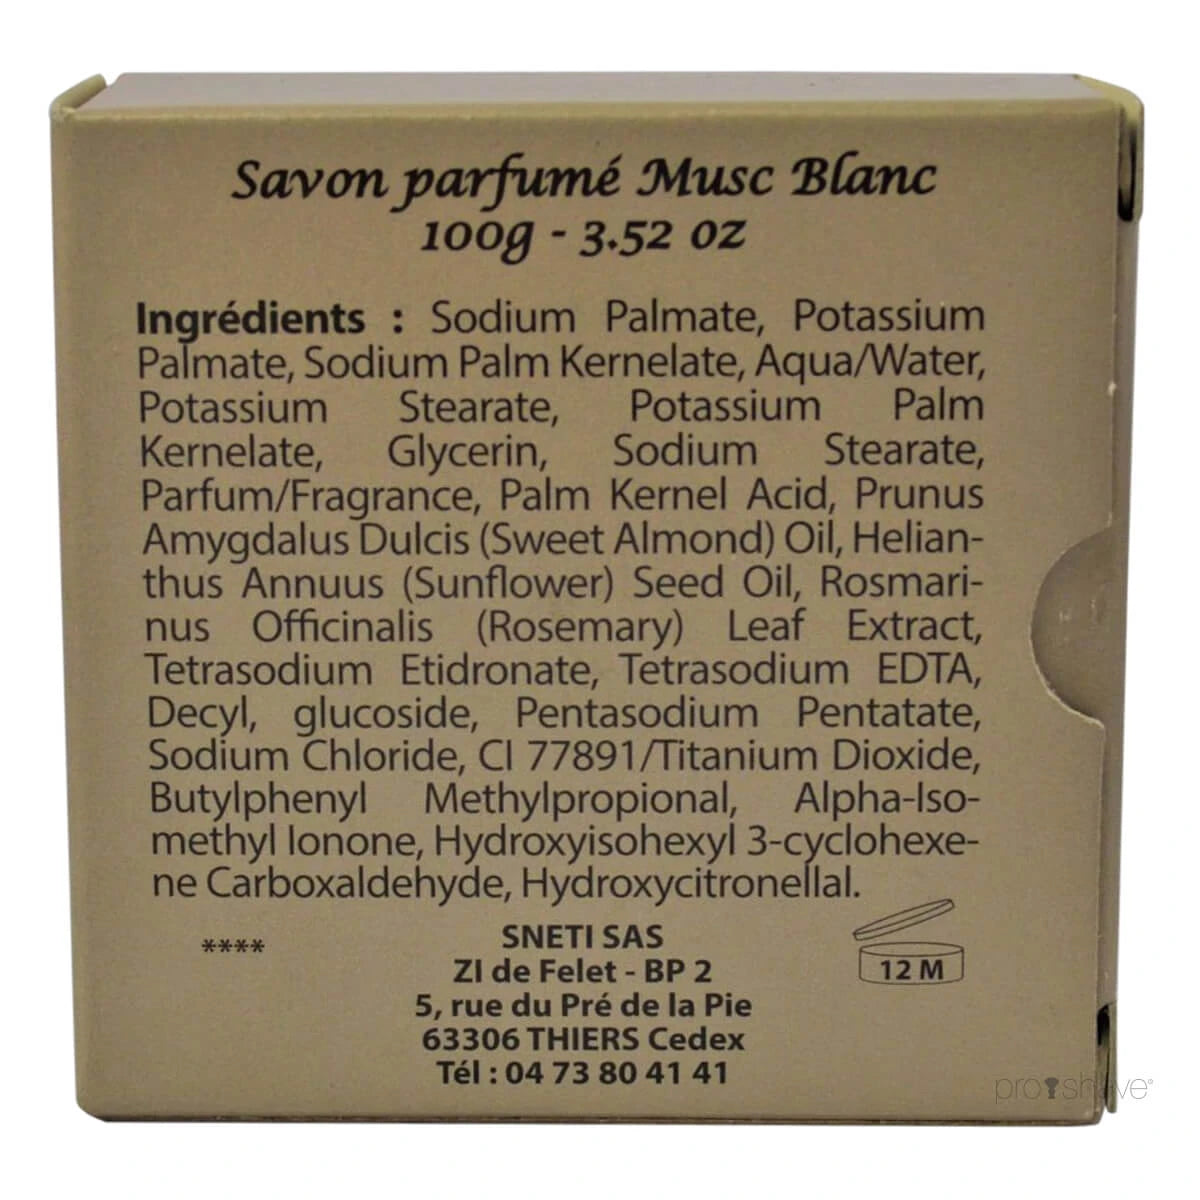 Savon parfumé Musc Blanc
100g - 3.52 oz
Ingrédients : Sodium Palmate, Potassium
Palmate, Sodium Palm Kernelate, Aqua/Water,
Potassium Stearate, Potassium Palm
Kernelate, Glycerin, Sodium Stearate,
Parfum/Fragrance, Palm Kernel Acid, Prunus
Amygdalus Dulcis (Sweet Almond) Oil, Helian-
thus Annuus (Sunflower) Seed Oil, Rosmari-
nus Officinalis (Rosemary) Leaf Extract,
Tetrasodium Etidronate, Tetrasodium EDTA,
Decyl, glucoside, Pentasodium Pentatate,
Sodium Chloride, CI 77891/Titanium Dioxide,
Butylphenyl Methylpropional, Alpha-Iso-
methyl Ionone, Hydroxyisohexyl 3-cyclohexe-
ne Carboxaldehyde, Hydroxycitronellal.
****
SNETI SAS
ZI de Felet - BP 2
5, rue du Pré de la Pie
63306 THIERS Cedex
Tél : 04 73 80 41 41
12 M
proshave®